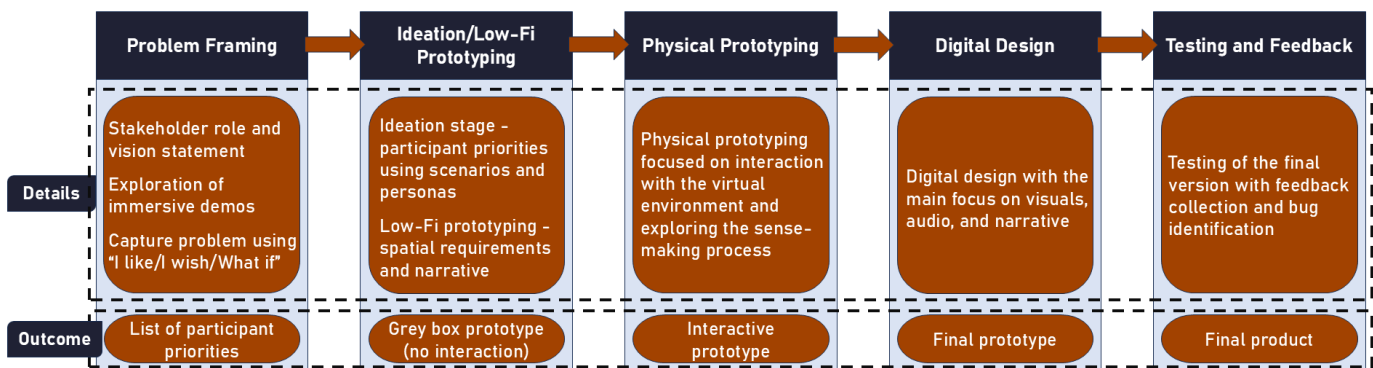 Problem Framing
Ideation/Low-Fi
Prototyping
Physical Prototyping
Digital Design
Testing and Feedback
Details
Stakeholder role and
vision statement
Exploration of
immersive demos
Capture problem using
“I like/I wish/What if”
Ideation stage -
participant priorities
using scenarios and
personas
Low-Fi prototyping -
spatial requirements
and narrative
Physical prototyping
focused on interaction
with the virtual
environment and
exploring the sense-
making process
Digital design with the
main focus on visuals,
audio, and narrative
Testing of the final
version with feedback
collection and bug
identification
Outcome
List of participant
priorities
Grey box prototype
(no interaction)
Interactive
prototype
Final prototype
Final product